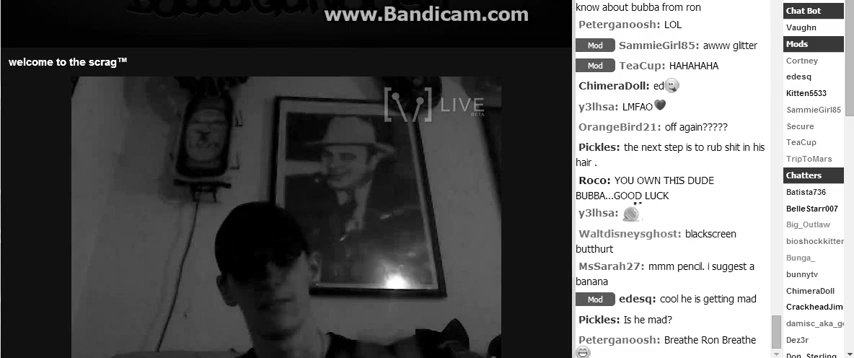 www.Bandicam.com
welcome to the scrag™
LIVE
BETA
know about bubba from ron
Peterganoosh: LOL
Mod SammieGirl85: awww glitter
Mod TeaCup: HAHAHAHA
ChimeraDoll: ed
y3lhsa: LMFAO
OrangeBird21: off again?????
Pickles: the next step is to rub shit in his
hair .
Roco: YOU OWN THIS DUDE
BUBBA...GOOD LUCK
y3lhsa:
Waltdisneysghost: blackscreen
butthurt
MsSarah27: mmm pencil. i suggest a
banana
Mod edesq: cool he is getting mad
Pickles: Is he mad?
Peterganoosh: Breathe Ron Breathe
Chat Bot
Vaughn
Mods
Cortney
edesq
Kitten5533
SammieGirl85
Secure
TeaCup
TripToMars
Chatters
Batista736
BelleStarr007
Big_Outlaw
bioshockkitten
Bunga_
bunnytv
ChimeraDoll
CrackheadJim
damisc_aka_go
Dez3r
Don_Sterling